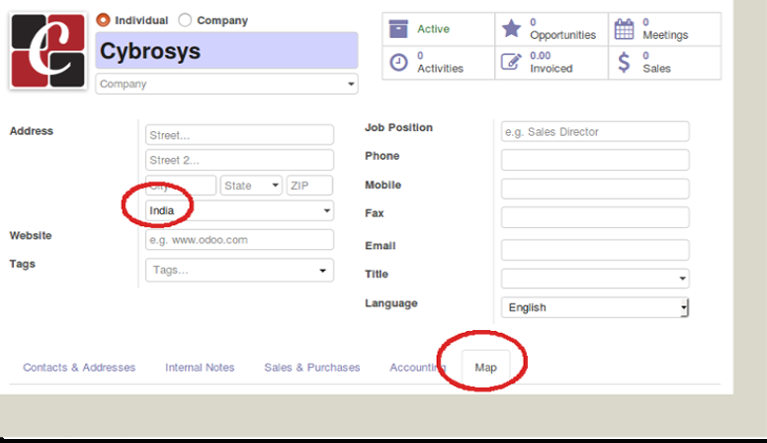 Individual Company
Cybrosys
Company
Active
0
Opportunities
0
Meetings
0
Activities
0.00
Invoiced
0
Sales
Address
Street...
Street 2...
City
State
ZIP
India
Website
e.g. www.odoo.com
Tags
Tags...
Job Position
e.g. Sales Director
Phone
Mobile
Fax
Email
Title
Language
English
Contacts & Addresses Internal Notes Sales & Purchases Accounting Map